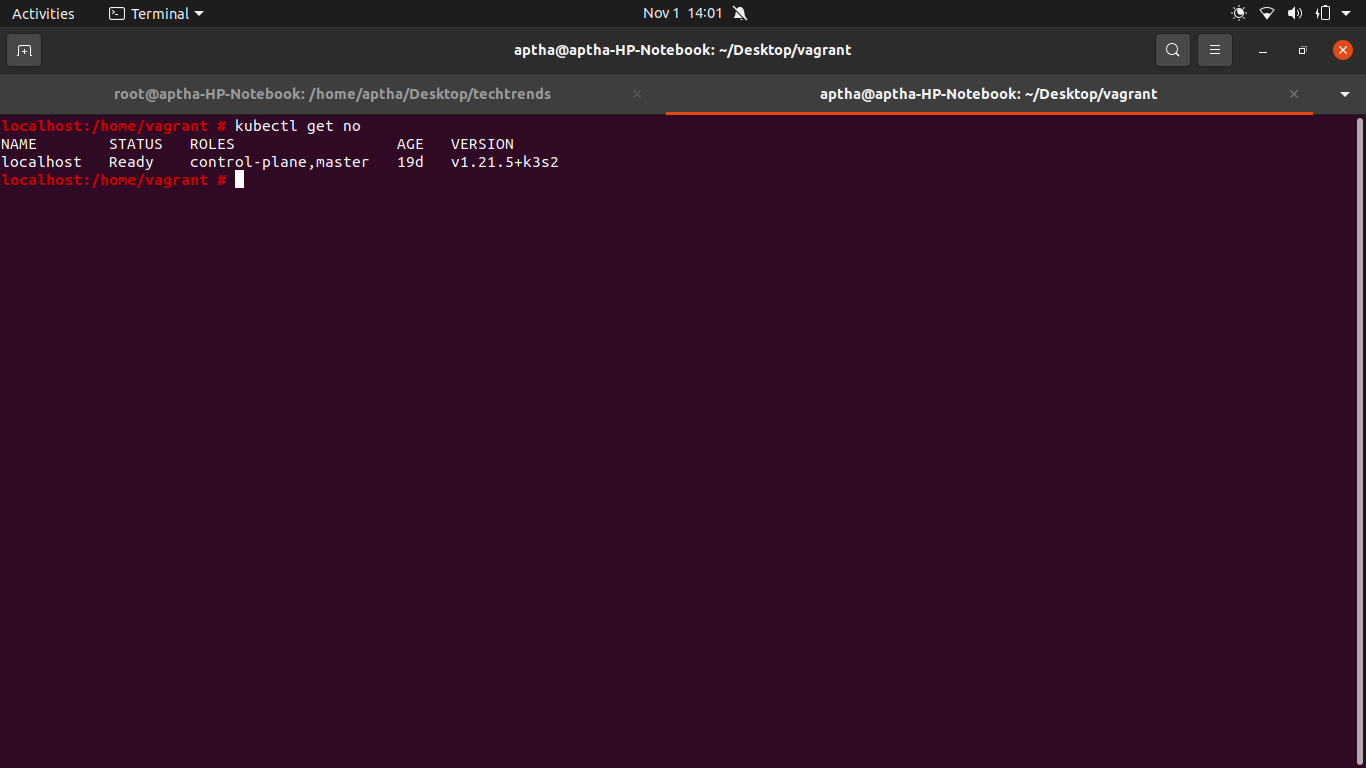 Activities Terminal Nov 1 14:01
aptha@aptha-HP-Notebook: ~/Desktop/vagrant
root@aptha-HP-Notebook: /home/aptha/Desktop/techtrends aptha@aptha-HP-Notebook: ~/Desktop/vagrant
localhost:/home/vagrant # kubectl get no
NAME        STATUS   ROLES                  AGE   VERSION
localhost   Ready    control-plane,master   19d   v1.21.5+k3s2
localhost:/home/vagrant #